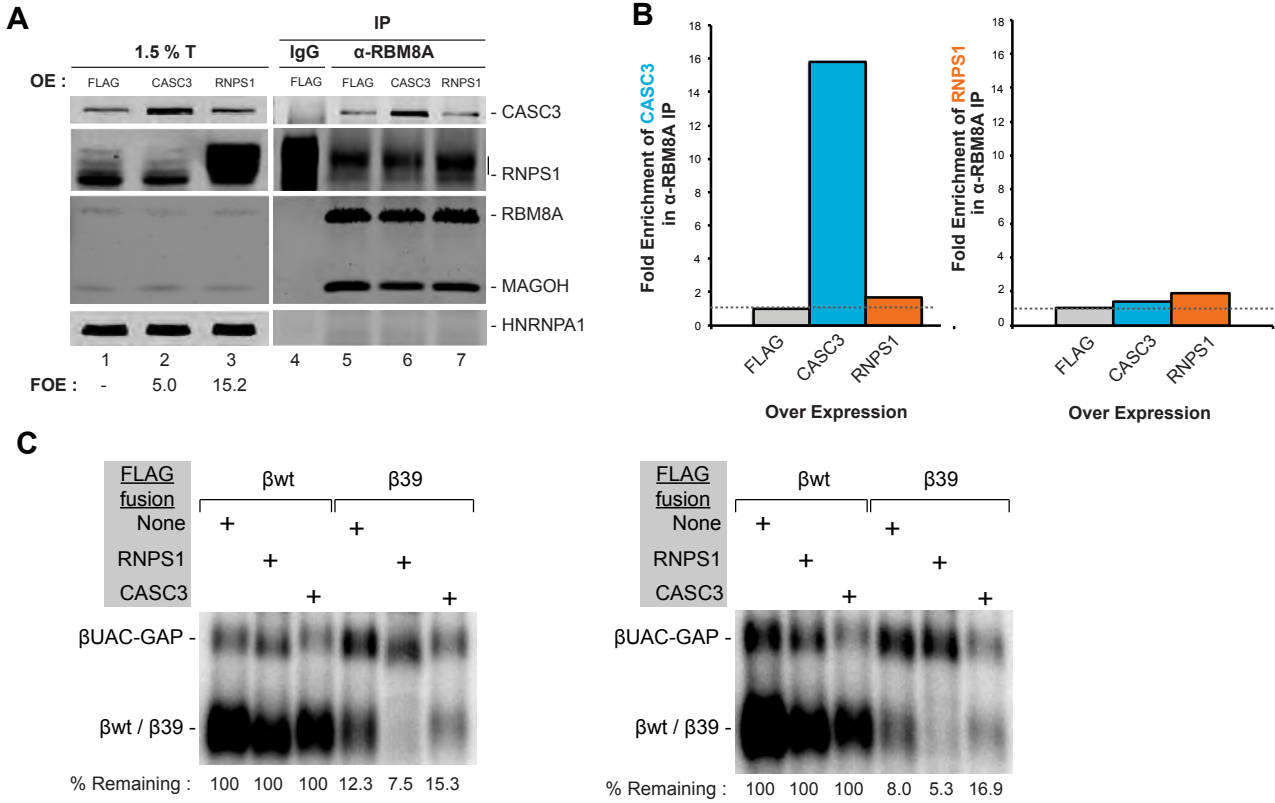 A
IP
1.5 % T
IgG
α-RBM8A
OE :
FLAG
CASC3
RNPS1
FLAG
FLAG
CASC3
RNPS1
- CASC3
- RNPS1
- RBM8A
- MAGOH
- HNRNPA1
1 2 3 4 5 6 7
FOE : - 5.0 15.2
B
Fold Enrichment of CASC3
in α-RBM8A IP
18
16
14
12
10
8
6
4
2
0
FLAG
CASC3
RNPS1
Over Expression
Fold Enrichment of RNPS1
in α-RBM8A IP
18
16
14
12
10
8
6
4
2
0
FLAG
CASC3
RNPS1
Over Expression
C
FLAG
fusion
βwt β39
None + +
RNPS1 + +
CASC3 + +
βUAC-GAP -
βwt / β39 -
% Remaining : 100 100 100 12.3 7.5 15.3
FLAG
fusion
βwt β39
None + +
RNPS1 + +
CASC3 + +
βUAC-GAP -
βwt / β39 -
% Remaining : 100 100 100 8.0 5.3 16.9